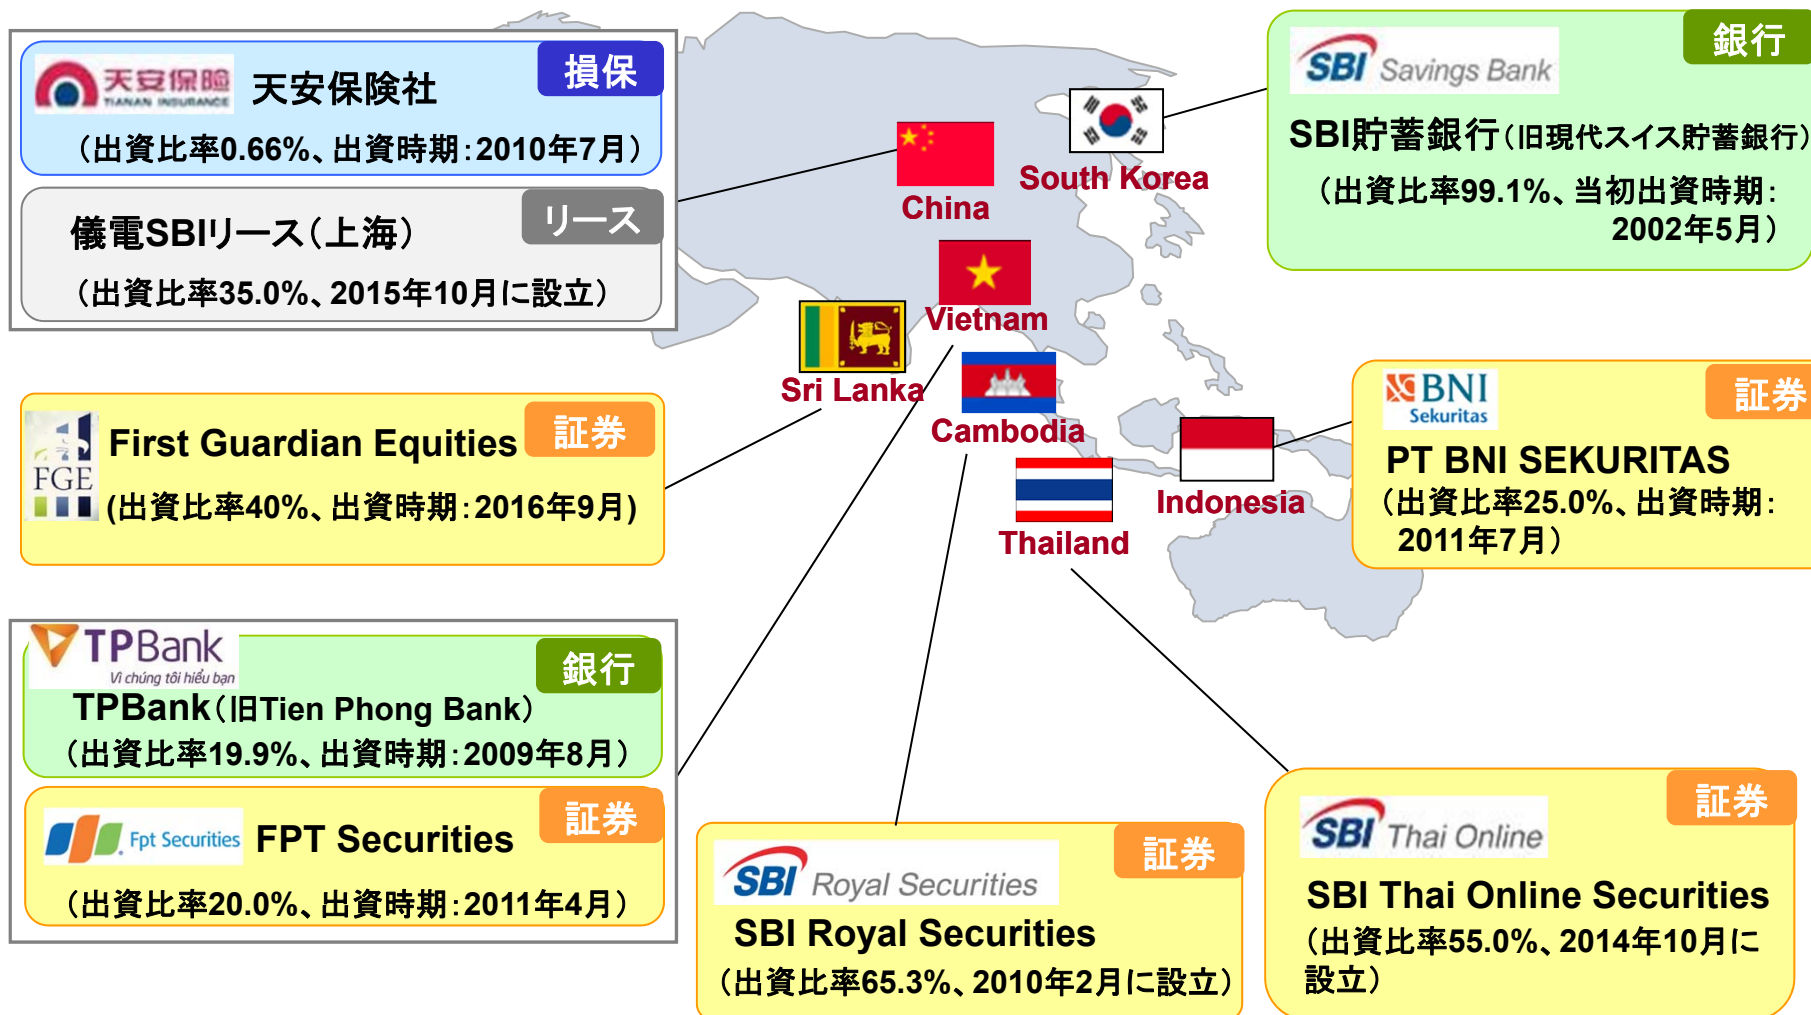 天安保险
TIANAN INSURANCE
天安保険社
損保
（出資比率0.66%、出資時期：2010年7月）
儀電SBIリース（上海）
リース
（出資比率35.0%、2015年10月に設立）
China
South Korea
SBI Savings Bank
銀行
SBI貯蓄銀行（旧現代スイス貯蓄銀行）
（出資比率99.1%、当初出資時期：
2002年5月）
Vietnam
Sri Lanka
Cambodia
Thailand
Indonesia
FGE
First Guardian Equities
証券
(出資比率40%、出資時期：2016年9月)
BNI
Sekuritas
証券
PT BNI SEKURITAS
（出資比率25.0%、出資時期：
2011年7月）
TPBank
Vì chúng tôi hiểu bạn
銀行
TPBank（旧Tien Phong Bank）
（出資比率19.9%、出資時期：2009年8月）
Fpt Securities
FPT Securities
証券
（出資比率20.0%、出資時期：2011年4月）
SBI Royal Securities
証券
SBI Royal Securities
（出資比率65.3%、2010年2月に設立）
SBI Thai Online
証券
SBI Thai Online Securities
（出資比率55.0%、2014年10月に
設立）